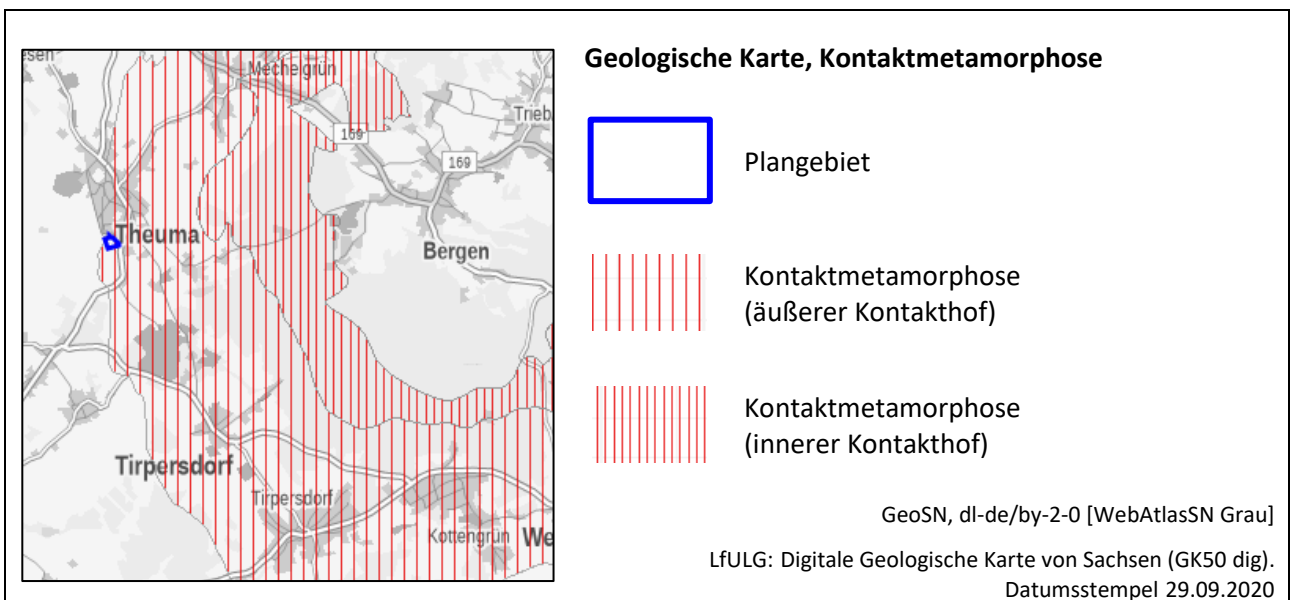 Geologische Karte, Kontaktmetamorphose
esen
Mechelgrün
Trieb
169
169
Theuma
Bergen
Tirpersdorf
Tirpersdorf
Kottengrün
We
Plangebiet
Kontaktmetamorphose
(äußerer Kontakthof)
Kontaktmetamorphose
(innerer Kontakthof)
GeoSN, dl-de/by-2-0 [WebAtlasSN Grau]
LfULG: Digitale Geologische Karte von Sachsen (GK50 dig).
Datumsstempel 29.09.2020